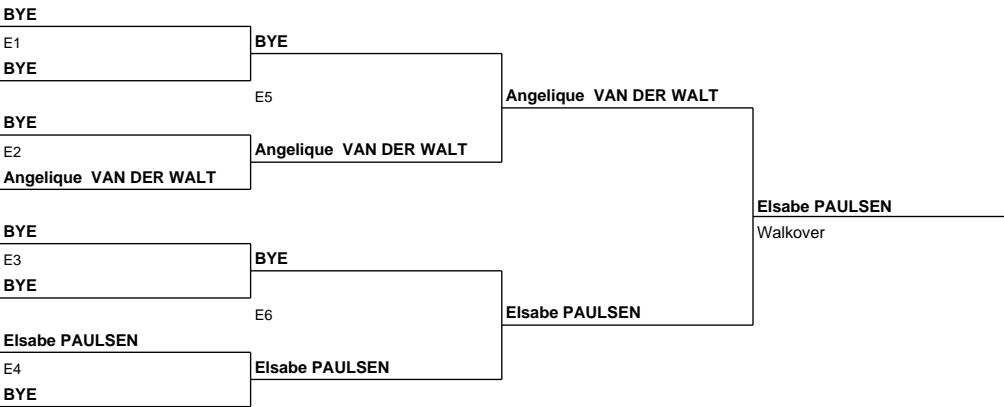 BYE
E1
BYE
BYE
E5
Angelique VAN DER WALT
BYE
E2
Angelique VAN DER WALT
Angelique VAN DER WALT
Elsabe PAULSEN
Walkover
BYE
E3
BYE
BYE
E6
Elsabe PAULSEN
Elsabe PAULSEN
E4
Elsabe PAULSEN
BYE